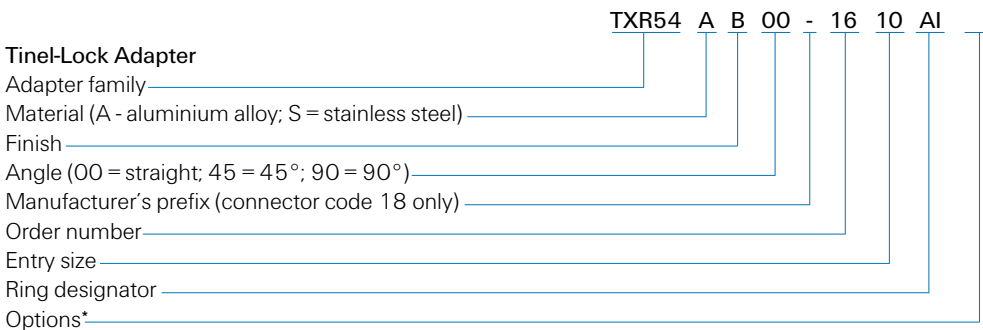 TXR54 A B 00 - 16 10 AI
Tinel-Lock Adapter
Adapter family
Material (A - aluminium alloy; S = stainless steel)
Finish
Angle (00 = straight; 45 = 45°; 90 = 90°)
Manufacturer's prefix (connector code 18 only)
Order number
Entry size
Ring designator
Options*